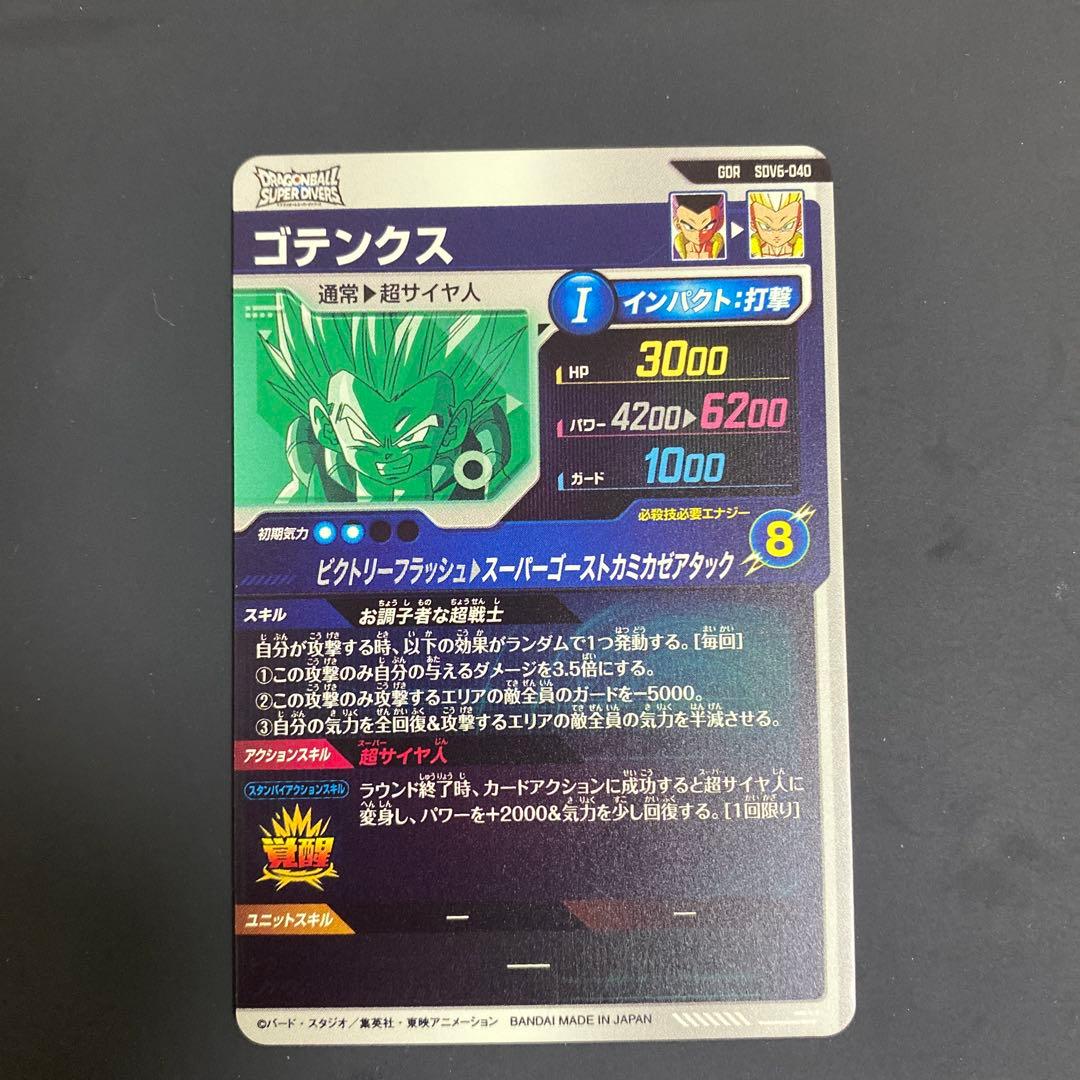 DRAGONBALL
SUPER DIVERS
GDR SDV6-040
ゴテンクス
通常▶超サイヤ人
I インパクト:打撃
HP 3000
パワー 4200▶6200
ガード 1000
初期気力
必殺技必要エナジー
8
ビクトリーフラッシュ▶スーパーゴーストカミカゼアタック
スキル お調子者な超戦士
自分が攻撃する時、以下の効果がランダムで1つ発動する。[毎回]
①この攻撃のみ自分の与えるダメージを3.5倍にする。
②この攻撃のみ攻撃するエリアの敵全員のガードを-5000。
③自分の気力を全回復&攻撃するエリアの敵全員の気力を半減させる。
アクションスキル 超サイヤ人
スタンバイアクションスキル
覚醒
ラウンド終了時、カードアクションに成功すると超サイヤ人に
変身し、パワーを+2000&気力を少し回復する。[1回限り]
ユニットスキル — —
—
©バード・スタジオ／集英社・東映アニメーション BANDAI MADE IN JAPAN